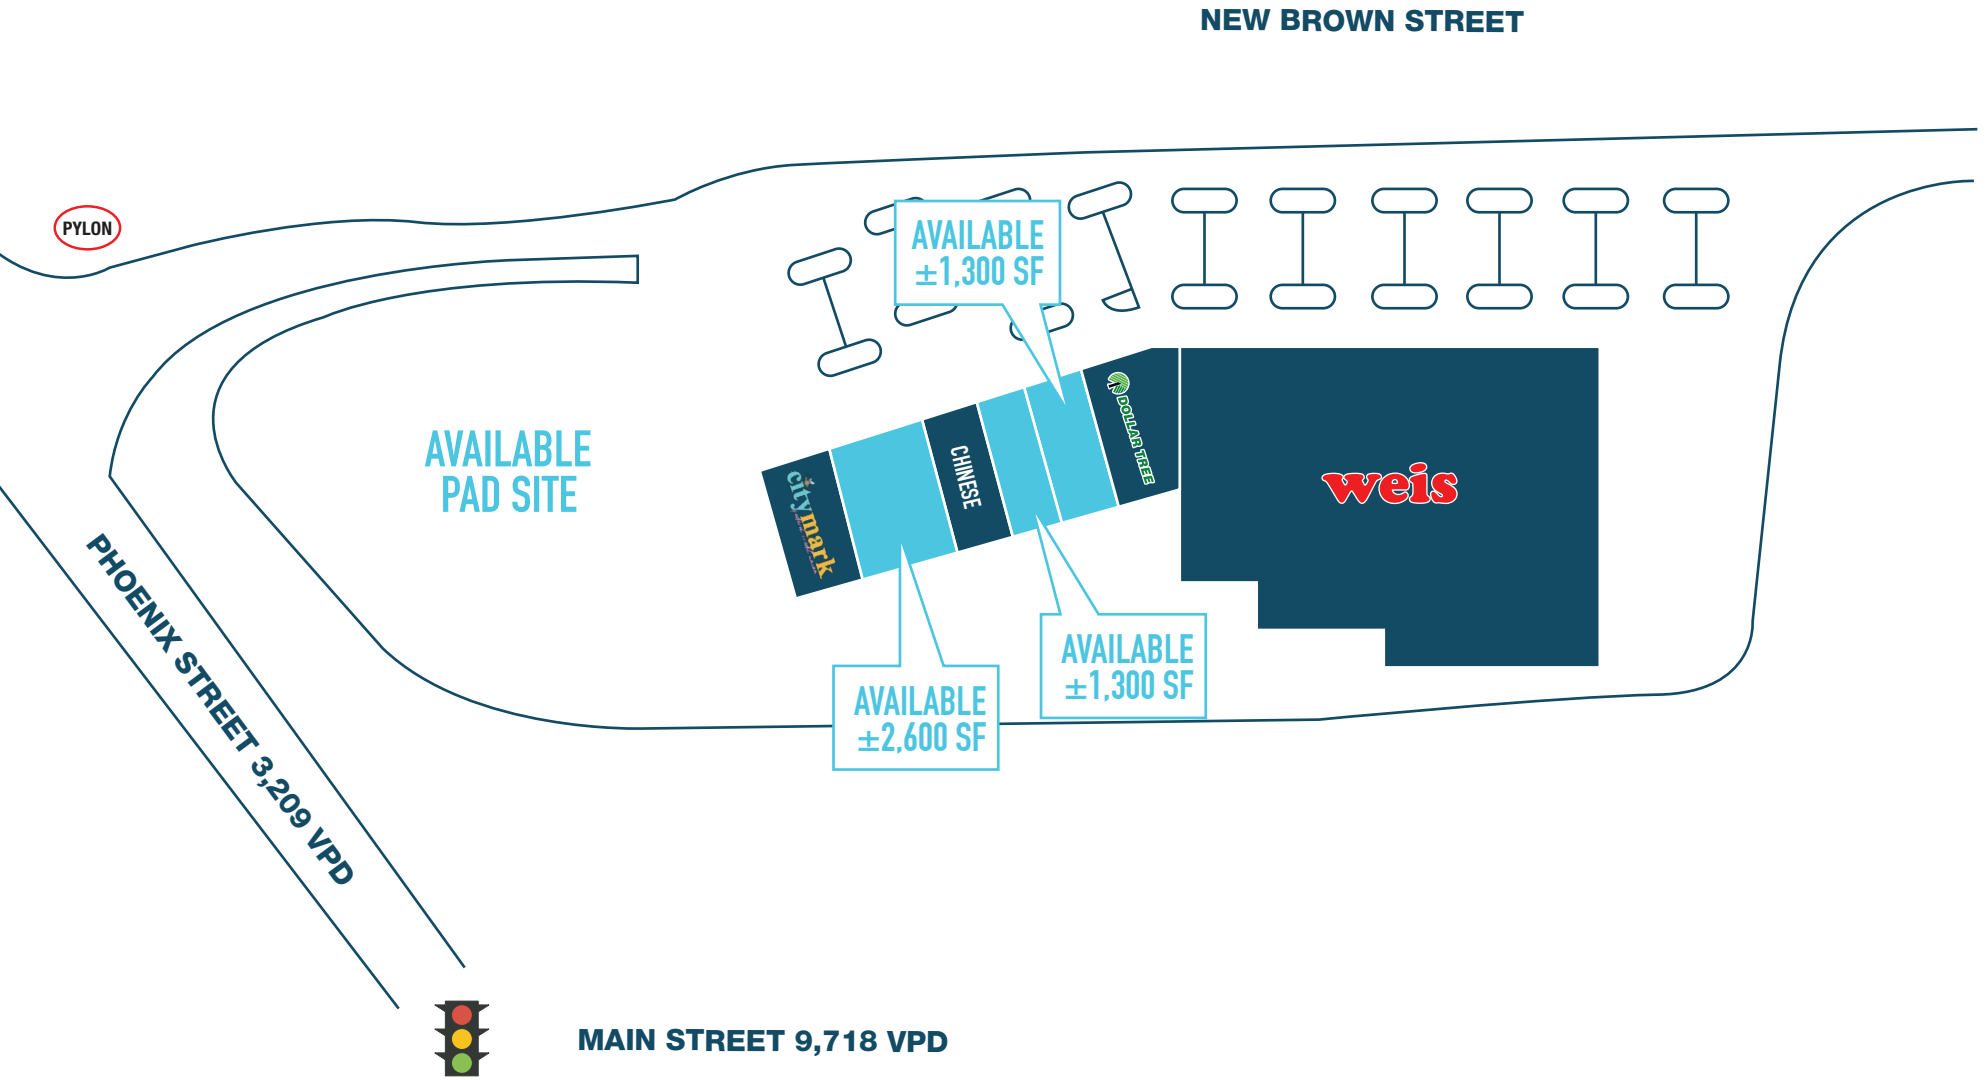 NEW BROWN STREET
PYLON
AVAILABLE
±1,300 SF
DOLLAR TREE
AVAILABLE
PAD SITE
CHINESE
citymark
weis
PHOENIX STREET 3,209 VPD
AVAILABLE
±1,300 SF
AVAILABLE
±2,600 SF
MAIN STREET 9,718 VPD